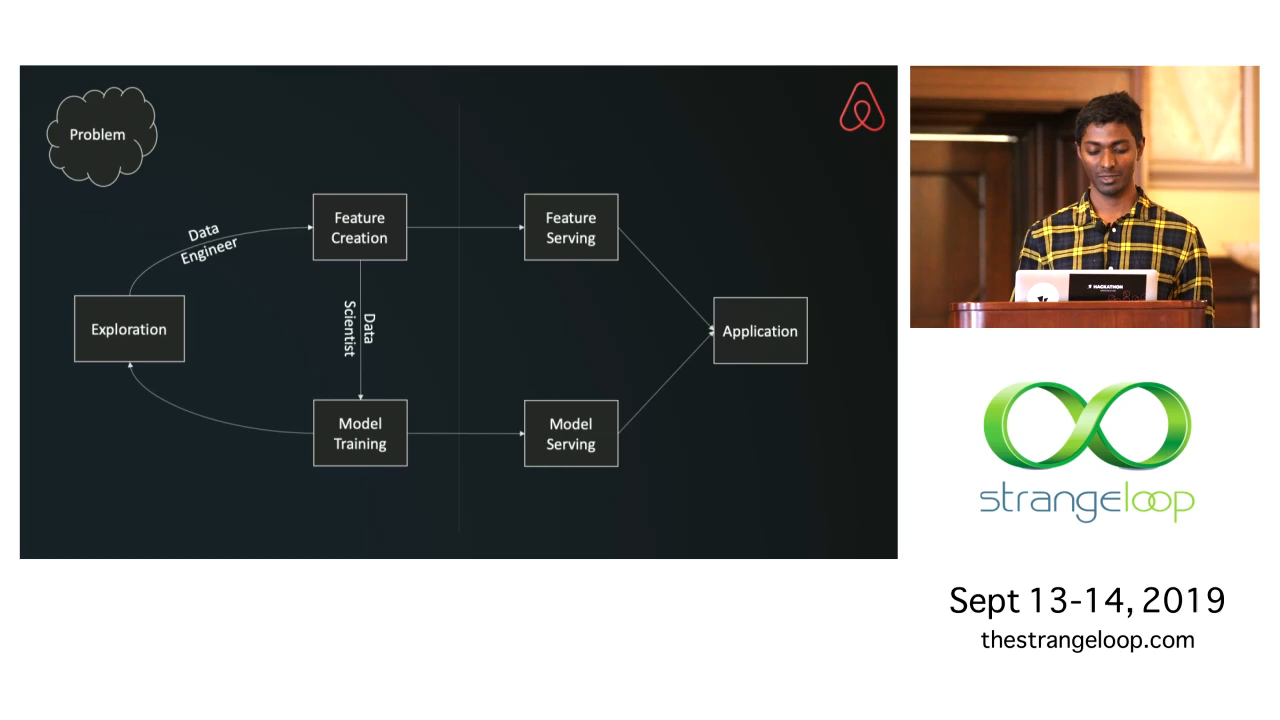 Problem
Data
Engineer
Feature
Creation
Feature
Serving
Exploration
Data
Scientist
Application
Model
Training
Model
Serving
HACKATHON
strangeloop
Sept 13-14, 2019
thestrangeloop.com